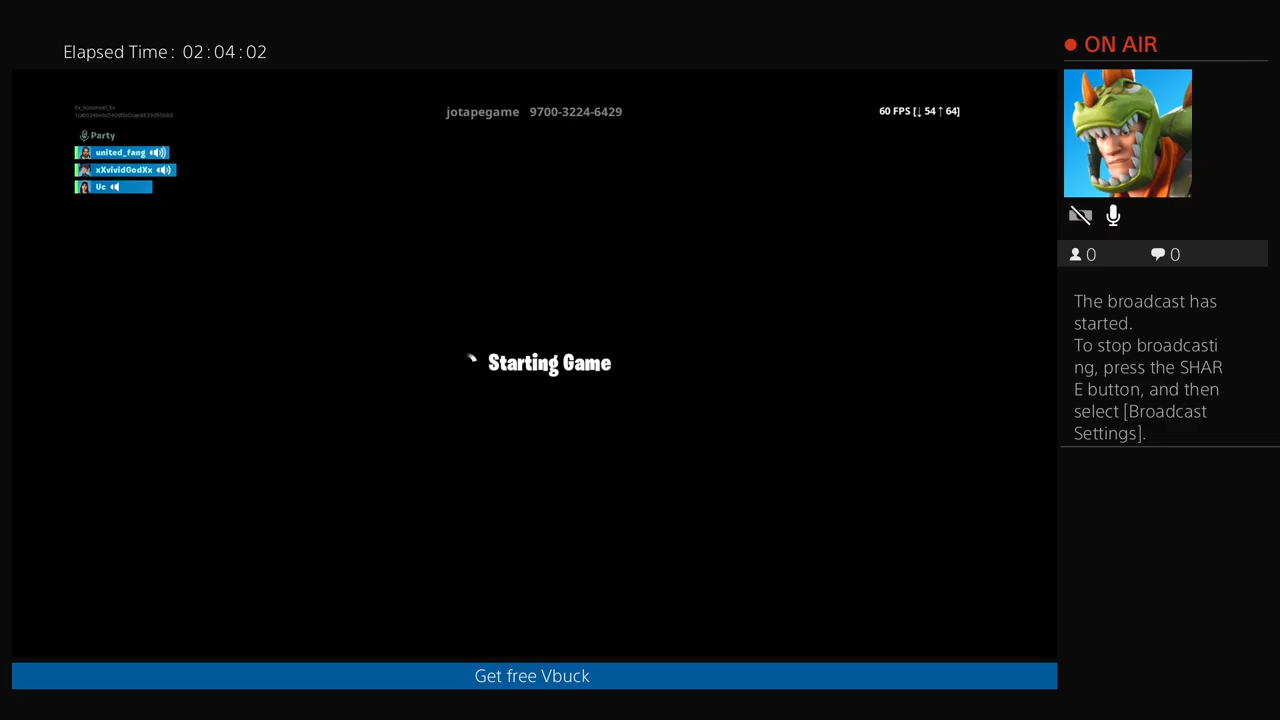 Elapsed Time: 02:04:02
ON AIR
jotapegame 9700-3224-6429
60 FPS [↓ 54 ↑ 64]
Party
united_fang
xXvividGodXx
Uc
0 0
The broadcast has
started.
To stop broadcasti
ng, press the SHAR
E button, and then
select [Broadcast
Settings].
Starting Game
Get free Vbuck